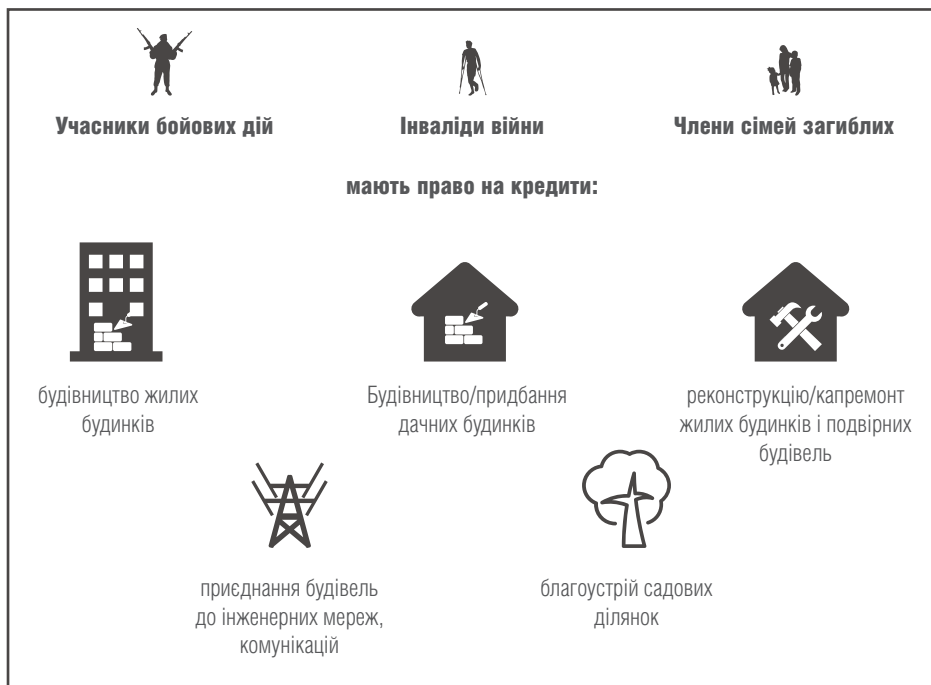 Учасники бойових дій
Інваліди війни
Члени сімей загиблих
мають право на кредити:
будівництво жилих
будинків
Будівництво/придбання
дачних будинків
реконструкцію/капремонт
жилих будинків і подвірних
будівель
приєднання будівель
до інженерних мереж,
комунікацій
благоустрій садових
ділянок